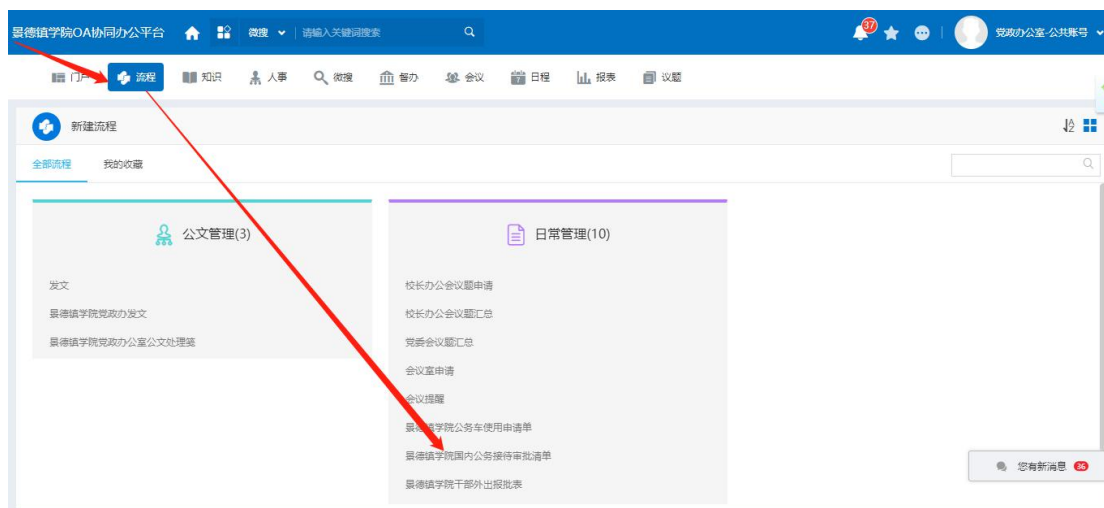 景德镇学院OA协同办公平台 微搜 请输入关键词搜索 37 党政办公室-公共账号
门户 流程 知识 人事 微搜 督办 会议 日程 报表 议题
新建流程
全部流程 我的收藏
公文管理(3) 日常管理(10)
发文 校长办公会议题申请
景德镇学院党政办发文 校长办公会议题汇总
景德镇学院党政办公室公文处理笺 党委会议题汇总
会议室申请
会议提醒
景德镇学院公务车使用申请单
景德镇学院国内公务接待审批清单
您有新消息 36
景德镇学院干部外出报批表